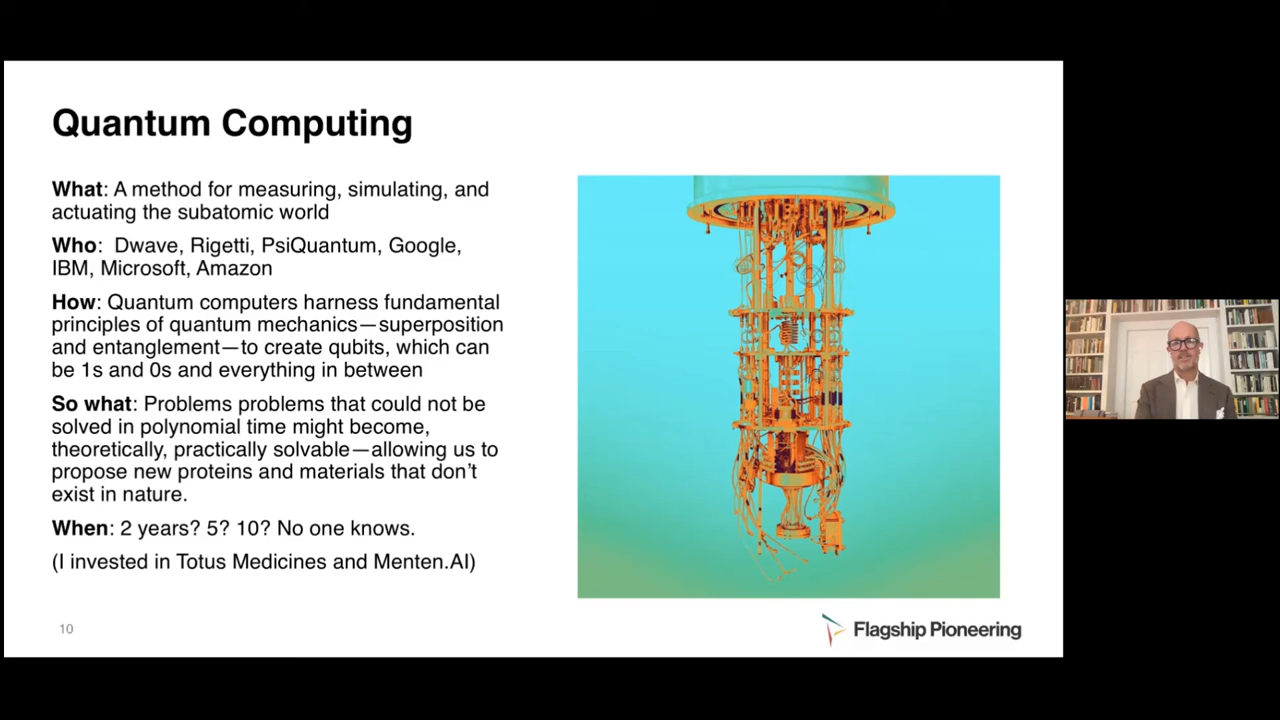 Quantum Computing
What: A method for measuring, simulating, and
actuating the subatomic world
Who:  Dwave, Rigetti, PsiQuantum, Google,
IBM, Microsoft, Amazon
How: Quantum computers harness fundamental
principles of quantum mechanics—superposition
and entanglement—to create qubits, which can
be 1s and 0s and everything in between
So what: Problems problems that could not be
solved in polynomial time might become,
theoretically, practically solvable—allowing us to
propose new proteins and materials that don't
exist in nature.
When: 2 years? 5? 10? No one knows.
(I invested in Totus Medicines and Menten.AI)
10
Flagship Pioneering